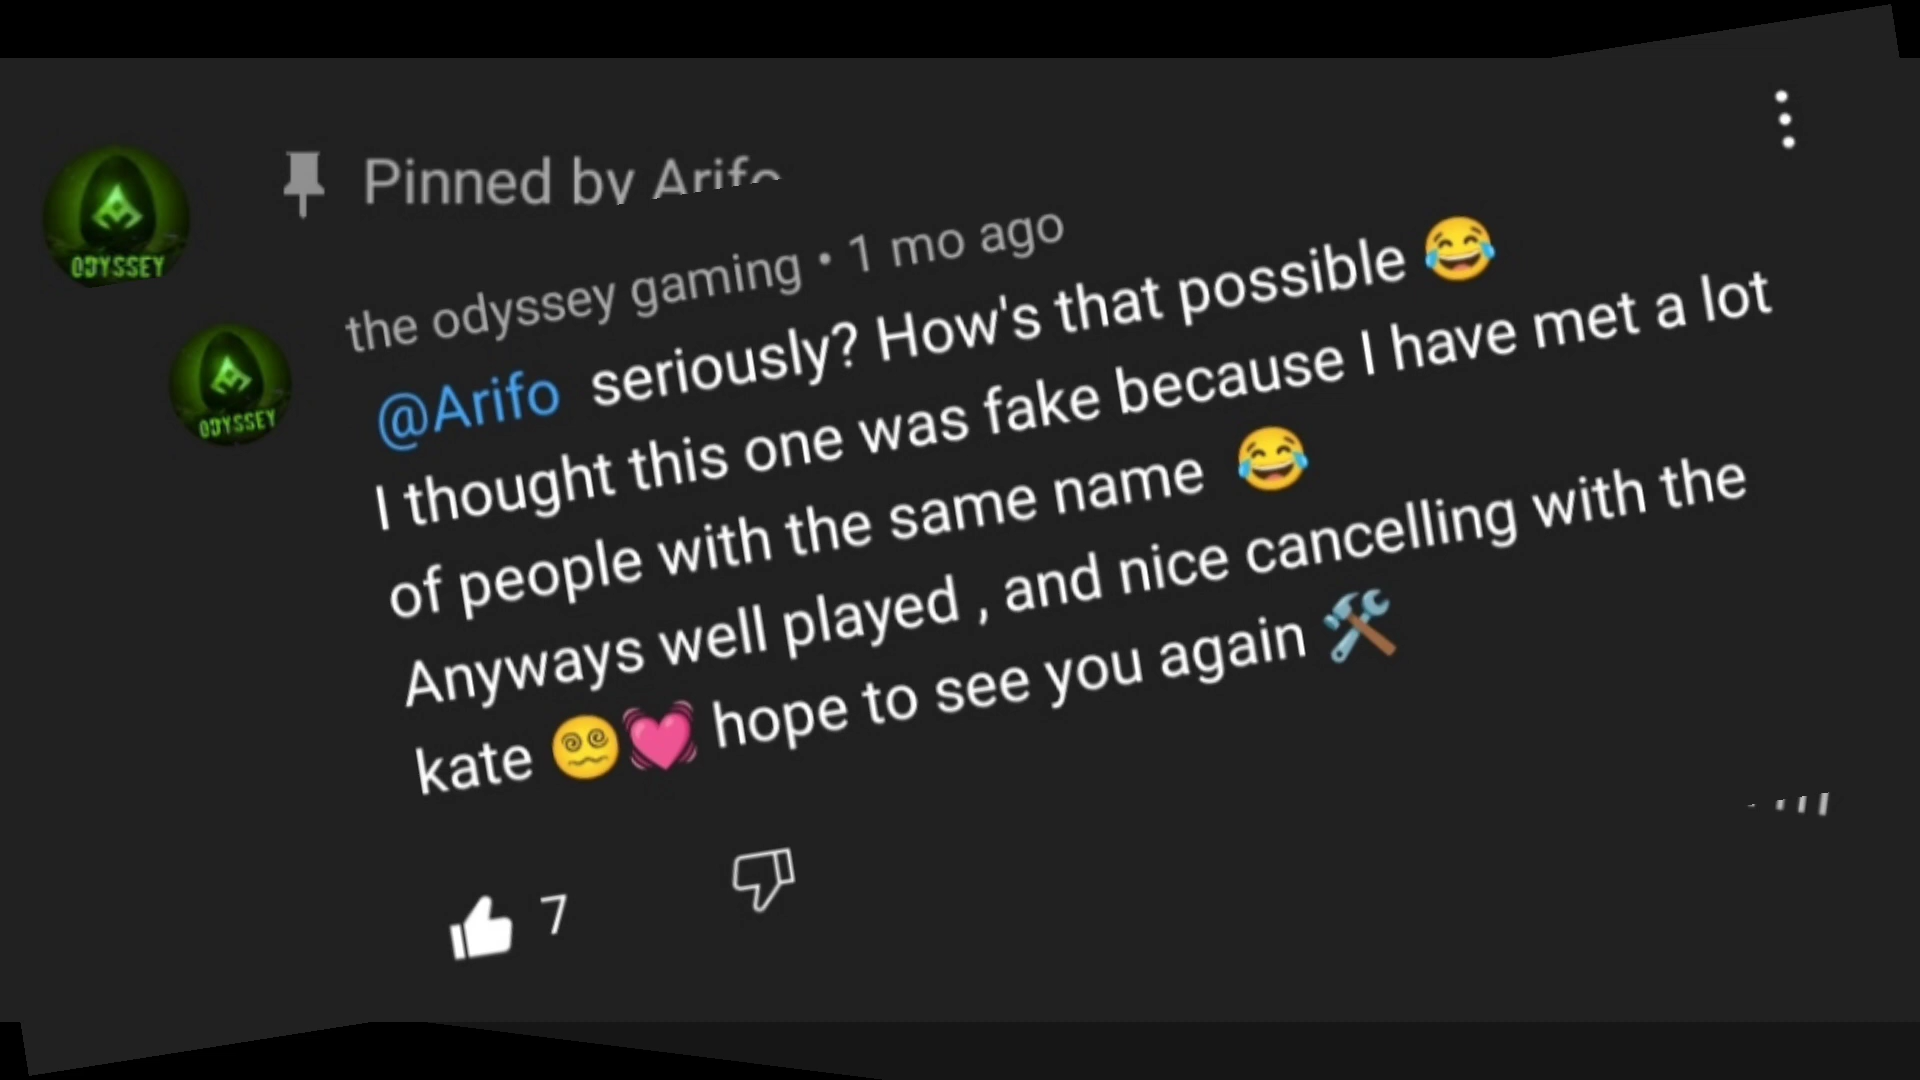 Pinned by Arifo
ODYSSEY
the odyssey gaming • 1 mo ago
ODYSSEY
@Arifo seriously? How's that possible 😂
I thought this one was fake because I have met a lot
of people with the same name 😂
Anyways well played , and nice cancelling with the
kate 😵‍💫💓 hope to see you again 🛠️
7